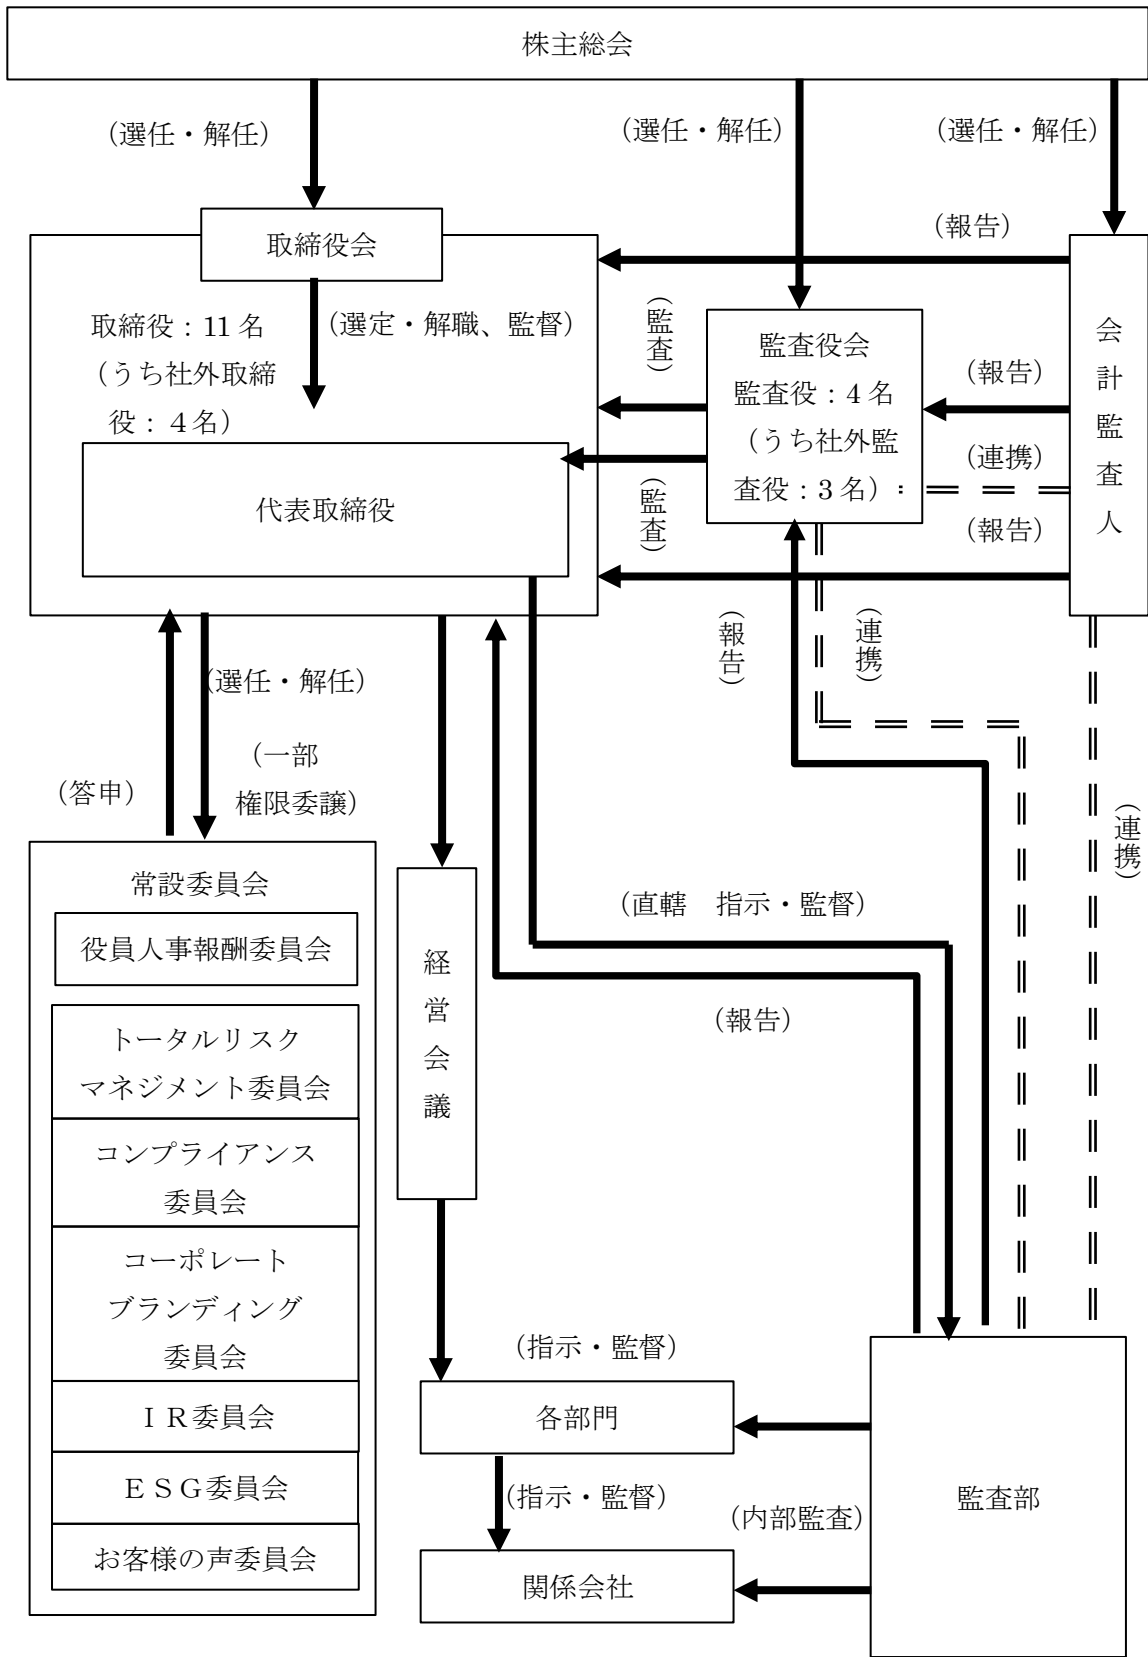 株主総会
（選任・解任）
（選任・解任）
（選任・解任）
取締役会
（報告）
取締役：11 名
（うち社外取締
役：４名）
（選定・解職、監督）
（監査）
監査役会
監査役：4 名
（うち社外監
査役：3 名）
（報告）
（連携）
（報告）
会計監査人
代表取締役
（監査）
（選任・解任）
（一部
権限委譲）
（答申）
（報告）
（連携）
（連携）
常設委員会
役員人事報酬委員会
トータルリスク
マネジメント委員会
コンプライアンス
委員会
コーポレート
ブランディング
委員会
ＩＲ委員会
ＥＳＧ委員会
お客様の声委員会
経営会議
（直轄　指示・監督）
（報告）
（指示・監督）
各部門
（指示・監督）
（内部監査）
関係会社
監査部